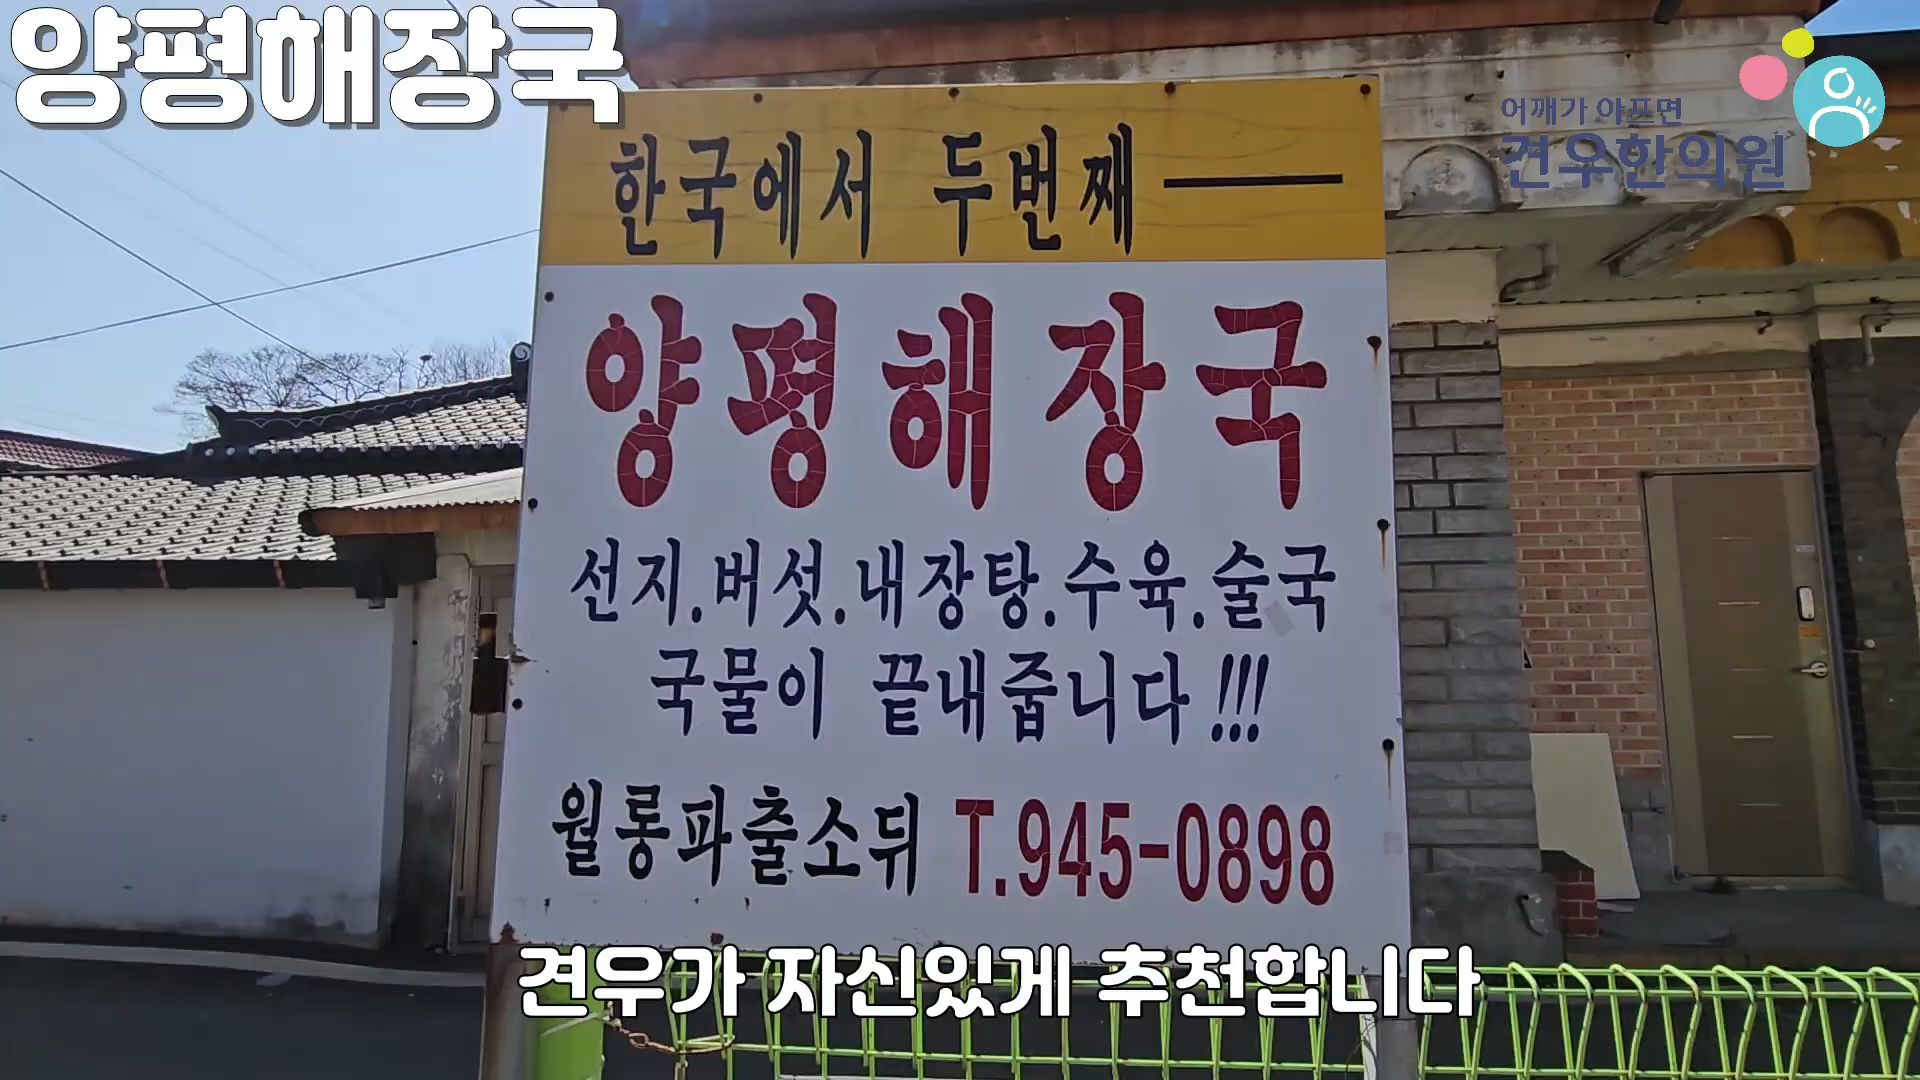 양평해장국
어깨가 아프면
견우한의원
한국에서 두번째
양평해장국
선지.버섯.내장탕.수육.술국
국물이 끝내줍니다!!!
월롱파출소뒤 T.945-0898
견우가 자신있게 추천합니다